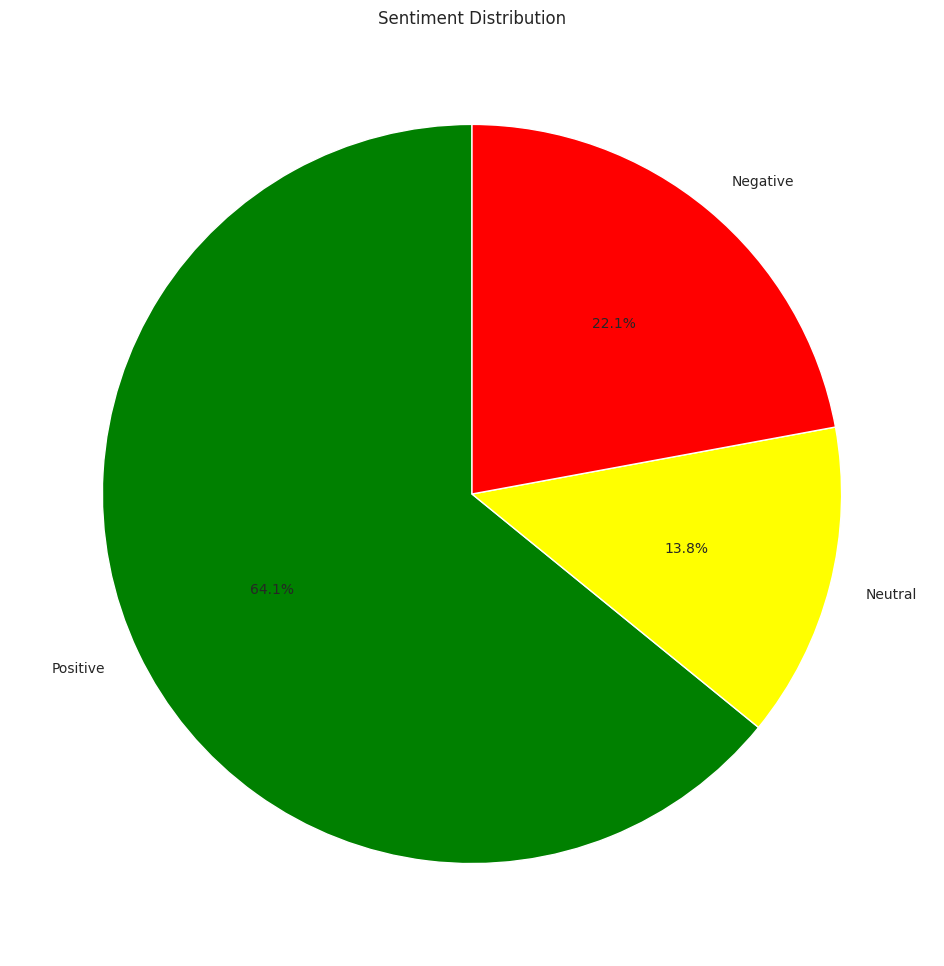 Sentiment Distribution
Negative
22.1%
13.8%
Neutral
64.1%
Positive